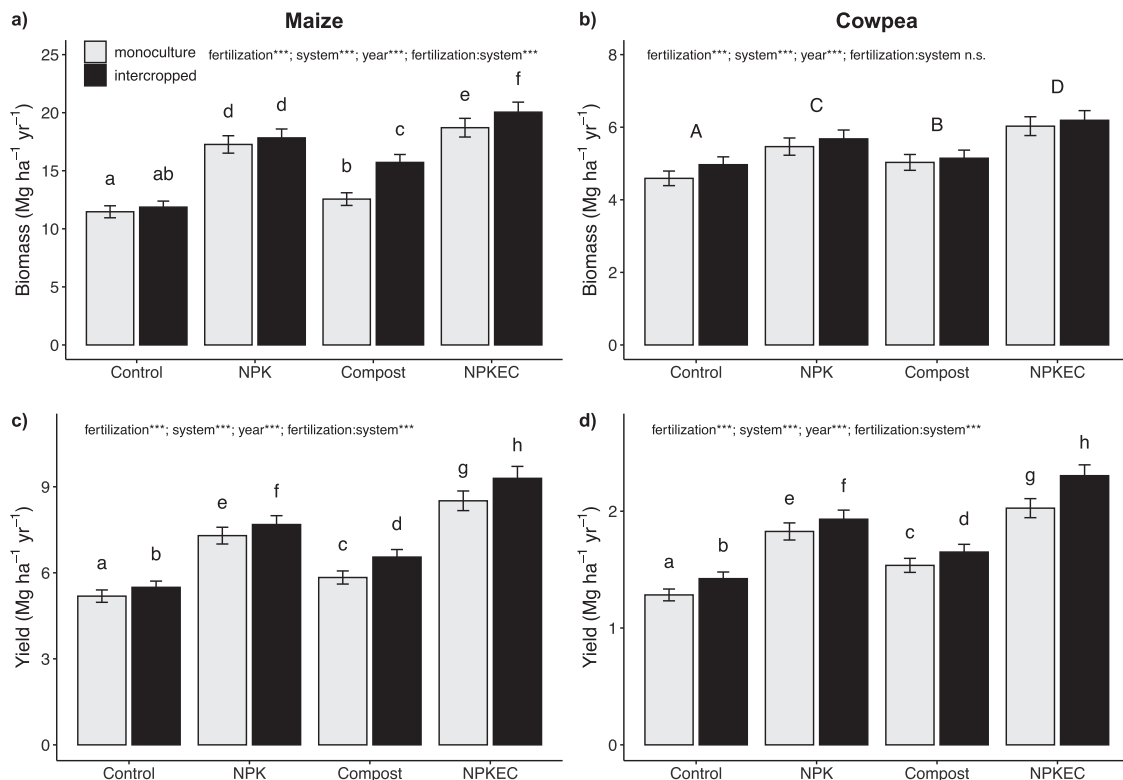 a)
Maize
monoculture
intercropped
fertilization***; system***; year***; fertilization:system***
Biomass (Mg ha⁻¹ yr⁻¹)
25
20
15
10
5
0
a
ab
d
d
b
c
e
f
Control
NPK
Compost
NPKEC
b)
Cowpea
fertilization***; system***; year***; fertilization:system n.s.
Biomass (Mg ha⁻¹ yr⁻¹)
8
6
4
2
0
A
C
B
D
Control
NPK
Compost
NPKEC
c)
fertilization***; system***; year***; fertilization:system***
Yield (Mg ha⁻¹ yr⁻¹)
9
6
3
0
a
b
e
f
c
d
g
h
Control
NPK
Compost
NPKEC
d)
fertilization***; system***; year***; fertilization:system***
Yield (Mg ha⁻¹ yr⁻¹)
2
1
0
a
b
e
f
c
d
g
h
Control
NPK
Compost
NPKEC